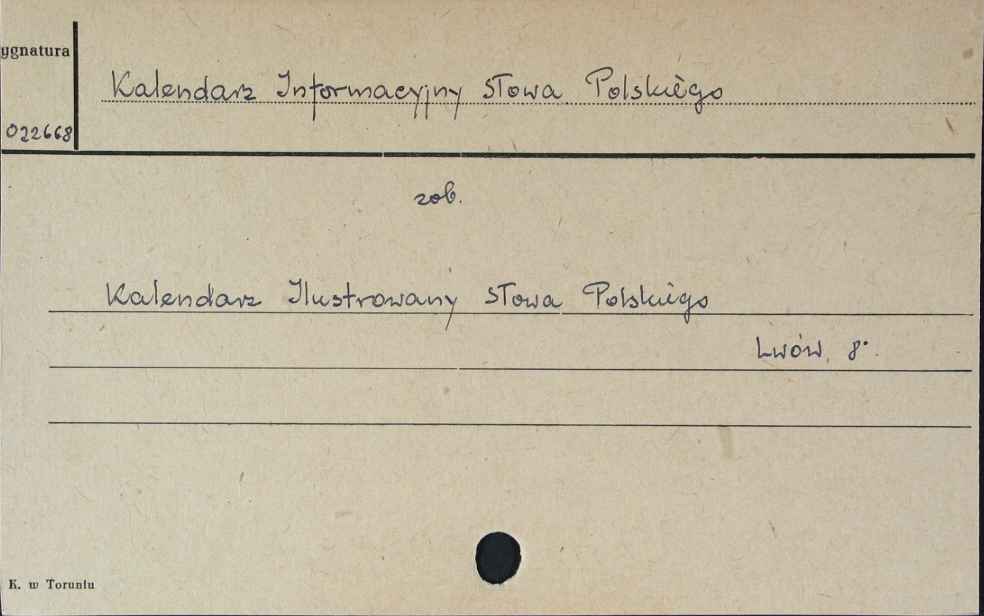 ygnatura
Kalendarz Informacyjny Słowa Polskiego
022668
zob.
Kalendarz Ilustrowany Słowa Polskiego
Lwów, 8°.
K. w Toruniu